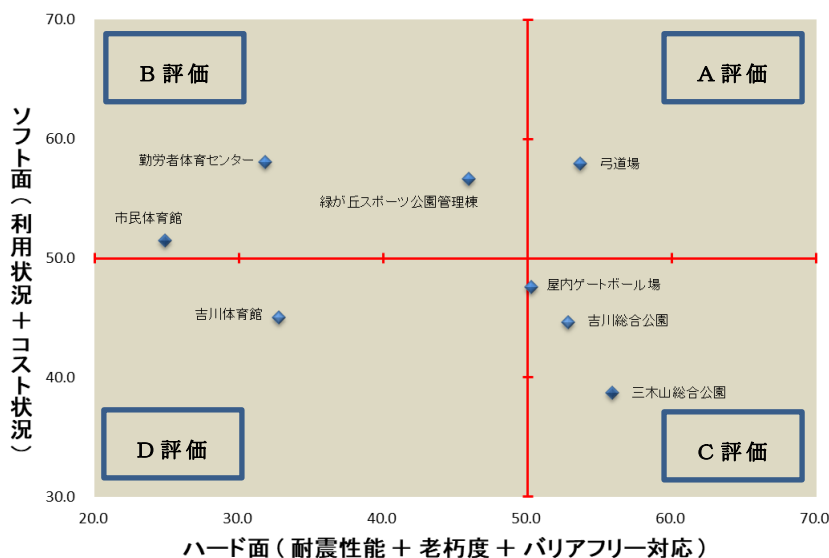 70.0
60.0
50.0
40.0
30.0
ソフト面(利用状況＋コスト状況)
B 評価
A 評価
勤労者体育センター
弓道場
緑が丘スポーツ公園管理棟
市民体育館
屋内ゲートボール場
吉川体育館
吉川総合公園
三木山総合公園
D 評価
C 評価
20.0 30.0 40.0 50.0 60.0 70.0
ハード面(耐震性能 ＋ 老朽度 ＋ バリアフリー対応)